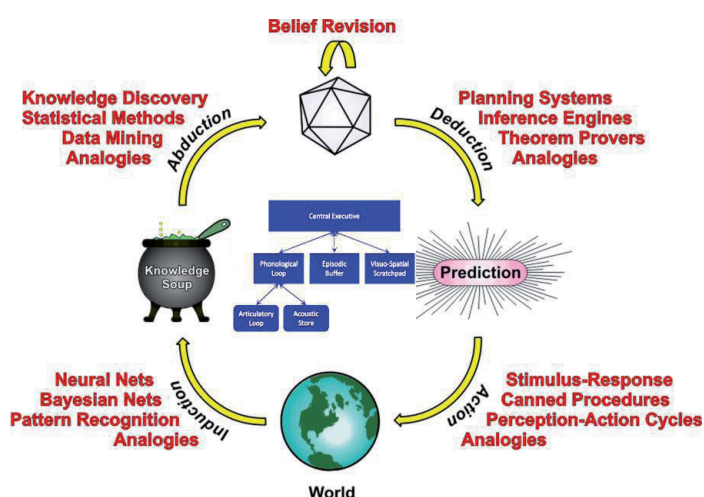 Belief Revision
Knowledge Discovery
Statistical Methods
Data Mining
Analogies
Abduction
Deduction
Planning Systems
Inference Engines
Theorem Provers
Analogies
Knowledge
Soup
Central Executive
Phonological
Loop
Episodic
Buffer
Visuo-Spatial
Scratchpad
Articulatory
Loop
Acoustic
Store
Prediction
Neural Nets
Bayesian Nets
Pattern Recognition
Analogies
Induction
Action
Stimulus-Response
Canned Procedures
Perception-Action Cycles
Analogies
World